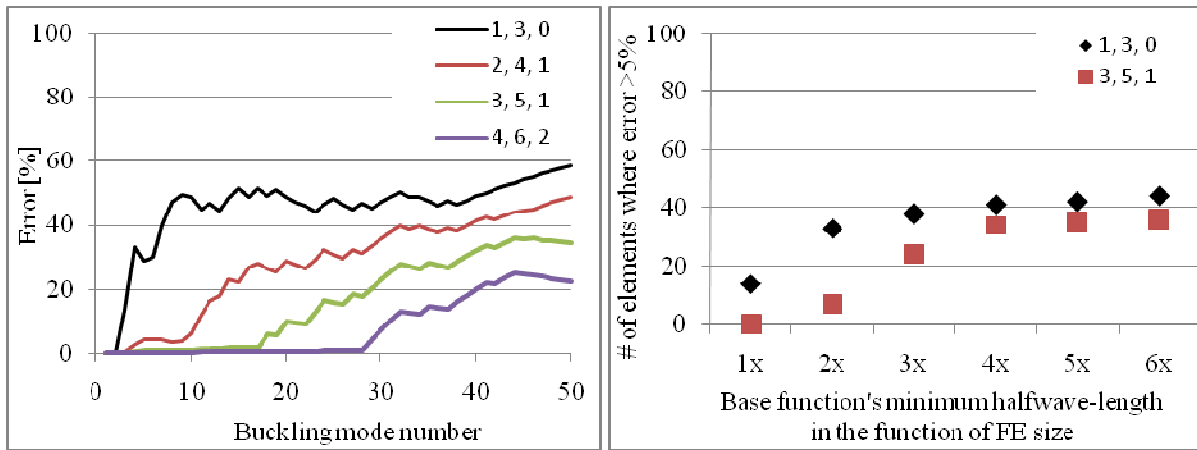 100
80
60
40
20
0
Error [%]
1, 3, 0
2, 4, 1
3, 5, 1
4, 6, 2
0 10 20 30 40 50
Buckling mode number
100
80
60
40
20
0
# of elements where error >5%
1, 3, 0
3, 5, 1
1x 2x 3x 4x 5x 6x
Base function's minimum halfwave-length
in the function of FE size